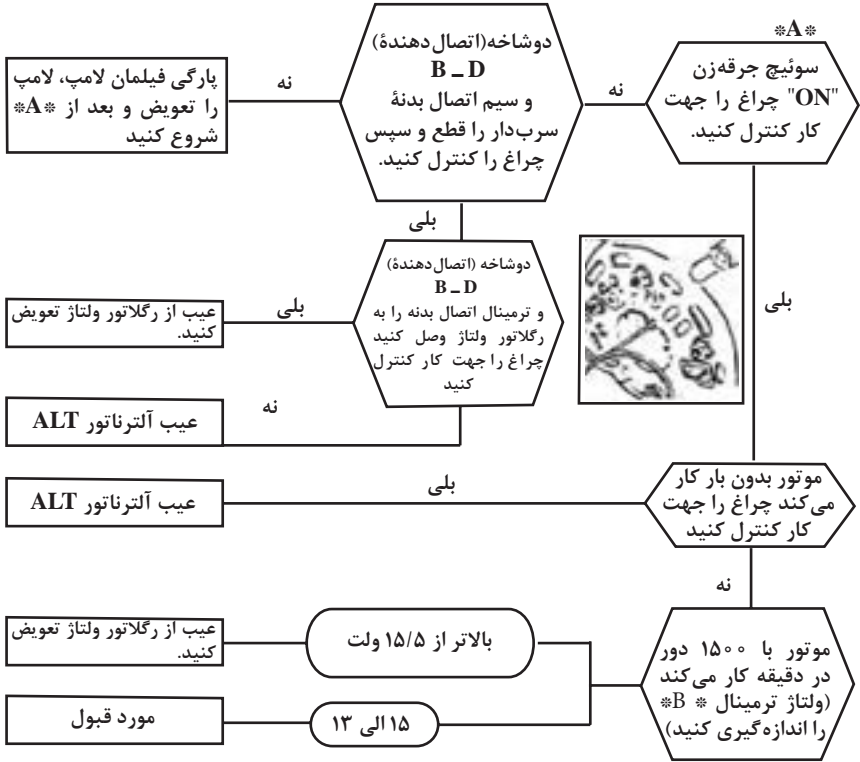 *A*
سوئیچ جرقه‌زن
"ON" چراغ را جهت
کار کنترل کنید.
نه
دوشاخه(اتصال‌دهندهٔ)
B – D
و سیم اتصال بدنهٔ
سرب‌دار را قطع و سپس
چراغ را کنترل کنید.
نه
پارگی فیلمان لامپ، لامپ
را تعویض و بعد از *A*
شروع کنید
بلی
دوشاخه (اتصال‌دهندهٔ)
B – D
و ترمینال اتصال بدنه را به
رگلاتور ولتاژ وصل کنید
چراغ را جهت کار کنترل
کنید
بلی
عیب از رگلاتور ولتاژ تعویض
کنید.
نه
عیب آلترناتور ALT
بلی
موتور بدون بار کار
می‌کند چراغ را جهت
کار کنترل کنید
بلی
عیب آلترناتور ALT
نه
موتور با ۱۵۰۰ دور
در دقیقه کار می‌کند
(ولتاژ ترمینال * B*
را اندازه‌گیری کنید)
بالاتر از ۱۵/۵ ولت
عیب از رگلاتور ولتاژ تعویض
کنید.
۱۵ الی ۱۳
مورد قبول